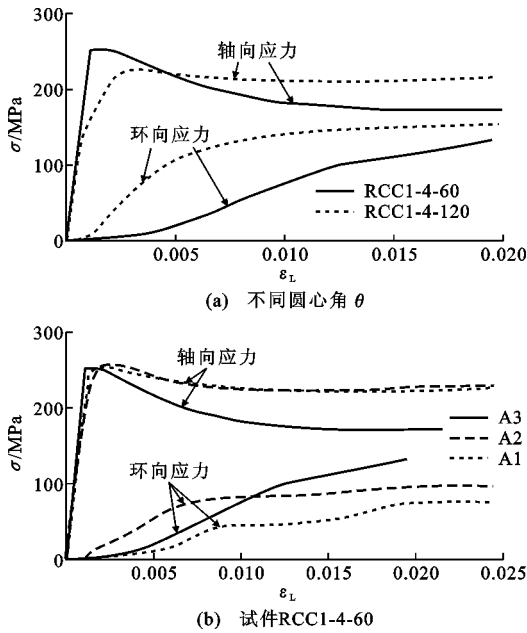 300
200
100
0
σ/MPa
轴向应力
环向应力
RCC1-4-60
RCC1-4-120
0.005
0.010
0.015
0.020
ε_L
(a) 不同圆心角 θ
300
200
100
0
σ/MPa
轴向应力
环向应力
A3
A2
A1
0.005
0.010
0.015
0.020
0.025
ε_L
(b) 试件RCC1-4-60